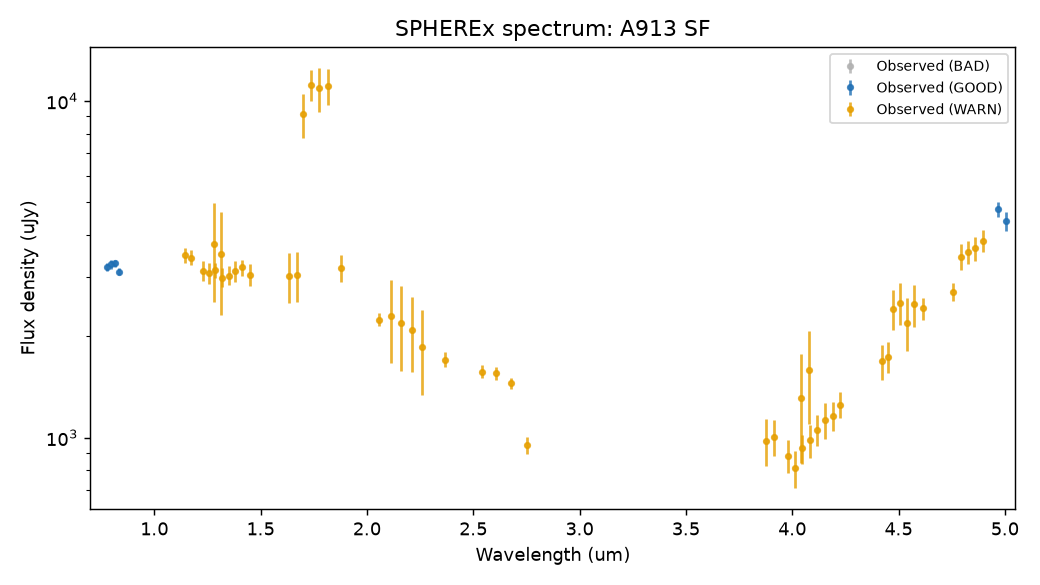 SPHEREx spectrum: A913 SF
Observed (BAD)
Observed (GOOD)
Observed (WARN)
Flux density (uJy)
10^4
10^3
1.0 1.5 2.0 2.5 3.0 3.5 4.0 4.5 5.0
Wavelength (um)